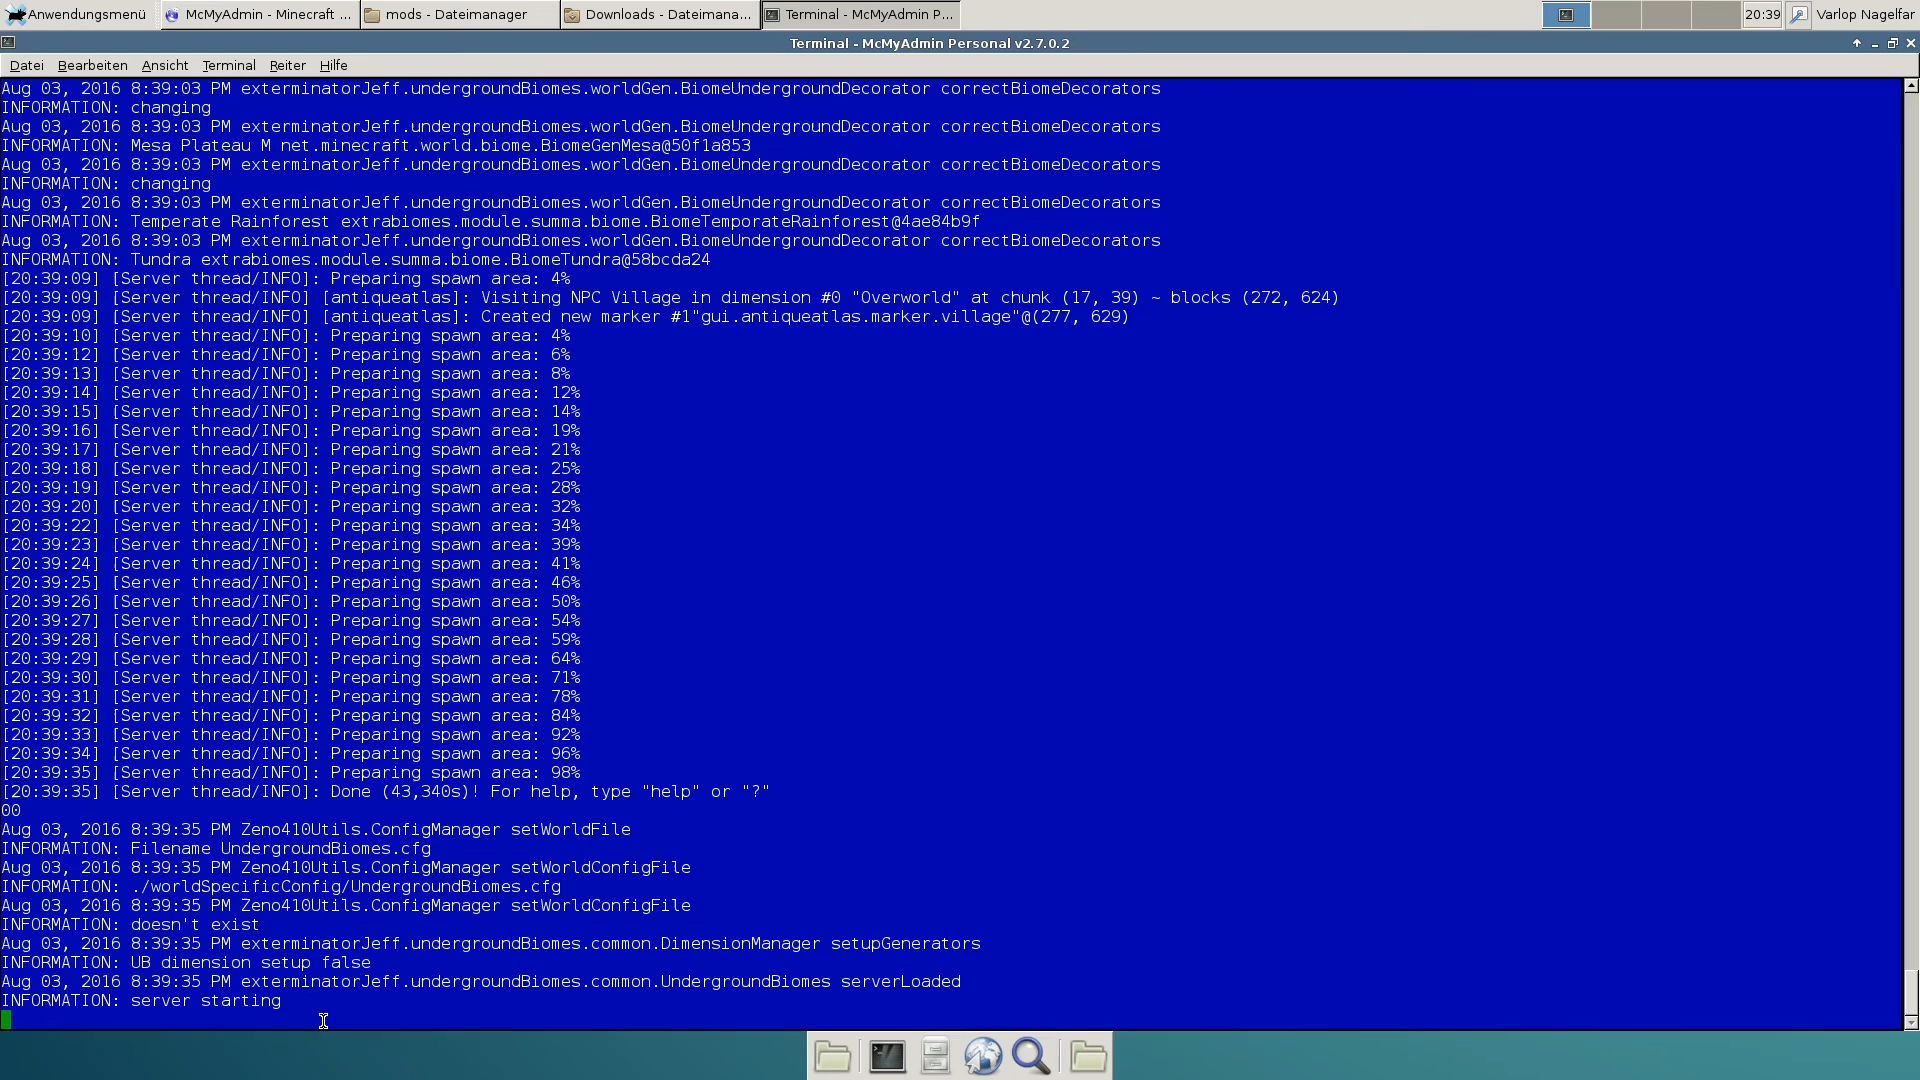 Anwendungsmenü
McMyAdmin - Minecraft ...
mods - Dateimanager
Downloads - Dateimana...
Terminal - McMyAdmin P...
20:39
Varlop Nagelfar
Terminal - McMyAdmin Personal v2.7.0.2
Datei Bearbeiten Ansicht Terminal Reiter Hilfe
Aug 03, 2016 8:39:03 PM exterminatorJeff.undergroundBiomes.worldGen.BiomeUndergroundDecorator correctBiomeDecorators
INFORMATION: changing
Aug 03, 2016 8:39:03 PM exterminatorJeff.undergroundBiomes.worldGen.BiomeUndergroundDecorator correctBiomeDecorators
INFORMATION: Mesa Plateau M net.minecraft.world.biome.BiomeGenMesa@50f1a853
Aug 03, 2016 8:39:03 PM exterminatorJeff.undergroundBiomes.worldGen.BiomeUndergroundDecorator correctBiomeDecorators
INFORMATION: changing
Aug 03, 2016 8:39:03 PM exterminatorJeff.undergroundBiomes.worldGen.BiomeUndergroundDecorator correctBiomeDecorators
INFORMATION: Temperate Rainforest extrabiomes.module.summa.biome.BiomeTemporateRainforest@4ae84b9f
Aug 03, 2016 8:39:03 PM exterminatorJeff.undergroundBiomes.worldGen.BiomeUndergroundDecorator correctBiomeDecorators
INFORMATION: Tundra extrabiomes.module.summa.biome.BiomeTundra@58bcda24
[20:39:09] [Server thread/INFO]: Preparing spawn area: 4%
[20:39:09] [Server thread/INFO] [antiqueatlas]: Visiting NPC Village in dimension #0 "Overworld" at chunk (17, 39) ~ blocks (272, 624)
[20:39:09] [Server thread/INFO] [antiqueatlas]: Created new marker #1"gui.antiqueatlas.marker.village"@(277, 629)
[20:39:10] [Server thread/INFO]: Preparing spawn area: 4%
[20:39:12] [Server thread/INFO]: Preparing spawn area: 6%
[20:39:13] [Server thread/INFO]: Preparing spawn area: 8%
[20:39:14] [Server thread/INFO]: Preparing spawn area: 12%
[20:39:15] [Server thread/INFO]: Preparing spawn area: 14%
[20:39:16] [Server thread/INFO]: Preparing spawn area: 19%
[20:39:17] [Server thread/INFO]: Preparing spawn area: 21%
[20:39:18] [Server thread/INFO]: Preparing spawn area: 25%
[20:39:19] [Server thread/INFO]: Preparing spawn area: 28%
[20:39:20] [Server thread/INFO]: Preparing spawn area: 32%
[20:39:22] [Server thread/INFO]: Preparing spawn area: 34%
[20:39:23] [Server thread/INFO]: Preparing spawn area: 39%
[20:39:24] [Server thread/INFO]: Preparing spawn area: 41%
[20:39:25] [Server thread/INFO]: Preparing spawn area: 46%
[20:39:26] [Server thread/INFO]: Preparing spawn area: 50%
[20:39:27] [Server thread/INFO]: Preparing spawn area: 54%
[20:39:28] [Server thread/INFO]: Preparing spawn area: 59%
[20:39:29] [Server thread/INFO]: Preparing spawn area: 64%
[20:39:30] [Server thread/INFO]: Preparing spawn area: 71%
[20:39:31] [Server thread/INFO]: Preparing spawn area: 78%
[20:39:32] [Server thread/INFO]: Preparing spawn area: 84%
[20:39:33] [Server thread/INFO]: Preparing spawn area: 92%
[20:39:34] [Server thread/INFO]: Preparing spawn area: 96%
[20:39:35] [Server thread/INFO]: Preparing spawn area: 98%
[20:39:35] [Server thread/INFO]: Done (43,340s)! For help, type "help" or "?"
00
Aug 03, 2016 8:39:35 PM Zeno410Utils.ConfigManager setWorldFile
INFORMATION: Filename UndergroundBiomes.cfg
Aug 03, 2016 8:39:35 PM Zeno410Utils.ConfigManager setWorldConfigFile
INFORMATION: ./worldSpecificConfig/UndergroundBiomes.cfg
Aug 03, 2016 8:39:35 PM Zeno410Utils.ConfigManager setWorldConfigFile
INFORMATION: doesn't exist
Aug 03, 2016 8:39:35 PM exterminatorJeff.undergroundBiomes.common.DimensionManager setupGenerators
INFORMATION: UB dimension setup false
Aug 03, 2016 8:39:35 PM exterminatorJeff.undergroundBiomes.common.UndergroundBiomes serverLoaded
INFORMATION: server starting